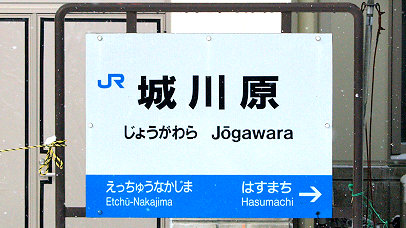 JR 城川原
じょうがわら Jōgawara
えっちゅうなかじま はすまち →
Etchū-Nakajima Hasumachi